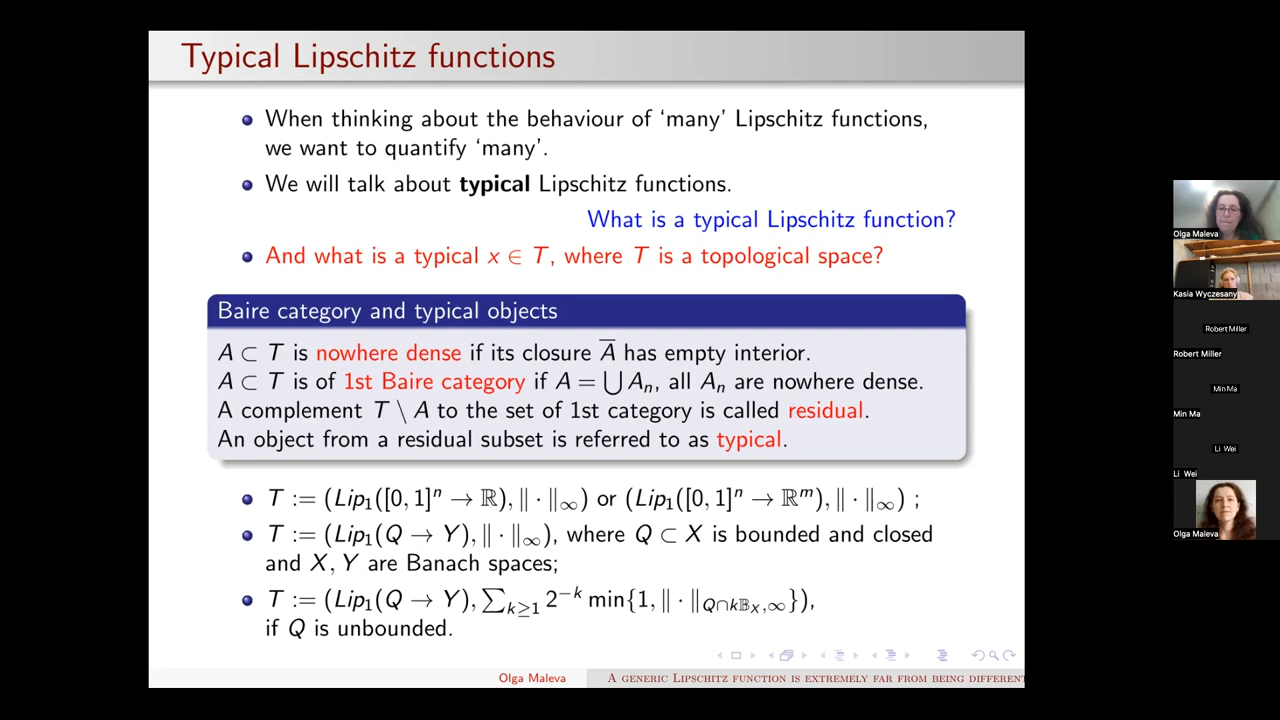 Typical Lipschitz functions
When thinking about the behaviour of ‘many’ Lipschitz functions,
we want to quantify ‘many’.
We will talk about typical Lipschitz functions.
What is a typical Lipschitz function?
And what is a typical x ∈ T, where T is a topological space?
Baire category and typical objects
A ⊂ T is nowhere dense if its closure A̅ has empty interior.
A ⊂ T is of 1st Baire category if A = ⋃ Aₙ, all Aₙ are nowhere dense.
A complement T \ A to the set of 1st category is called residual.
An object from a residual subset is referred to as typical.
T := (Lip₁([0, 1]ⁿ → ℝ), ‖ · ‖∞) or (Lip₁([0, 1]ⁿ → ℝᵐ), ‖ · ‖∞) ;
T := (Lip₁(Q → Y), ‖ · ‖∞), where Q ⊂ X is bounded and closed
and X, Y are Banach spaces;
T := (Lip₁(Q → Y), ∑_{k≥1} 2⁻ᵏ min{1, ‖ · ‖_{Q∩k𝔹_X,∞}}),
if Q is unbounded.
Olga Maleva
A generic Lipschitz function is extremely far from being differen
Olga Maleva
Kasia Wyczesany
Robert Miller
Robert Miller
Min Ma
Min Ma
Li Wei
Li Wei
Olga Maleva